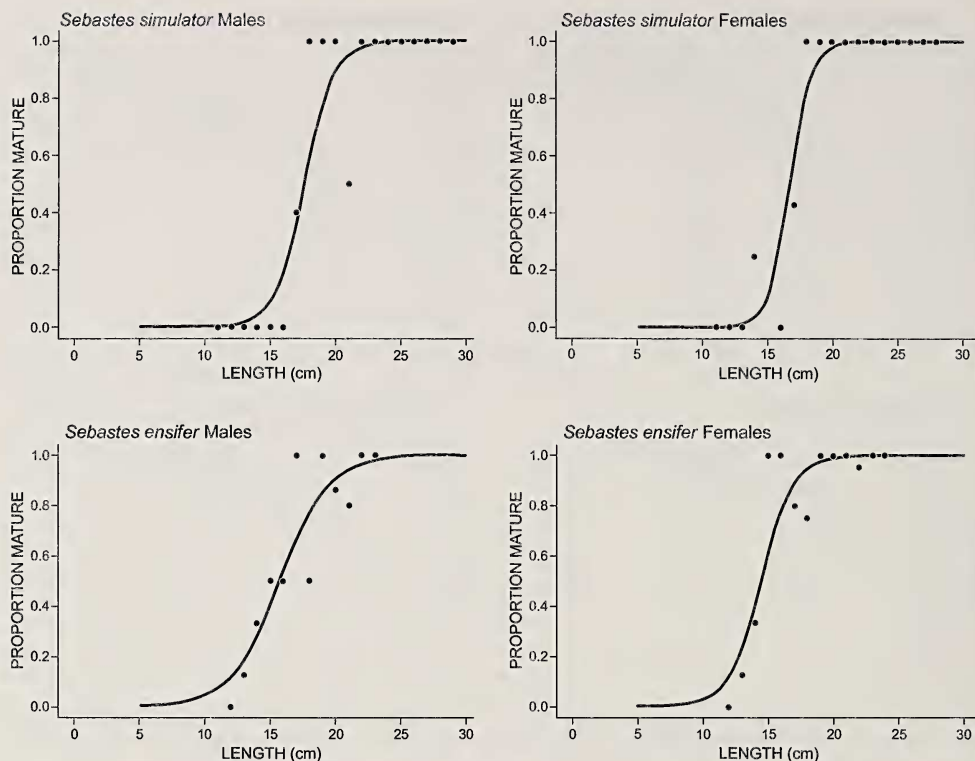 Sebastes simulator Males
1.0
0.8
0.6
0.4
0.2
0.0
PROPORTION MATURE
0 5 10 15 20 25 30
LENGTH (cm)
Sebastes simulator Females
1.0
0.8
0.6
0.4
0.2
0.0
PROPORTION MATURE
0 5 10 15 20 25 30
LENGTH (cm)
Sebastes ensifer Males
1.0
0.8
0.6
0.4
0.2
0.0
PROPORTION MATURE
0 5 10 15 20 25 30
LENGTH (cm)
Sebastes ensifer Females
1.0
0.8
0.6
0.4
0.2
0.0
PROPORTION MATURE
0 5 10 15 20 25 30
LENGTH (cm)